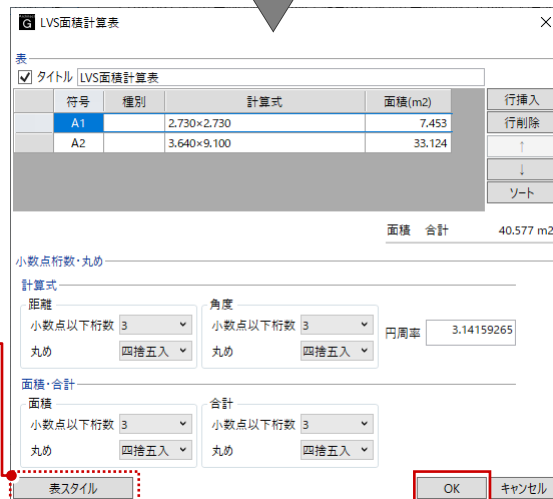 G LVS面積計算表
表
タイトル LVS面積計算表
符号 種別 計算式 面積(m2)
A1 2.730×2.730 7.453
A2 3.640×9.100 33.124
行挿入
行削除
↑
↓
ソート
面積 合計 40.577 m2
小数点桁数・丸め
計算式
距離
小数点以下桁数 3
丸め 四捨五入
角度
小数点以下桁数 3
丸め 四捨五入
円周率 3.14159265
面積・合計
面積
小数点以下桁数 3
丸め 四捨五入
合計
小数点以下桁数 3
丸め 四捨五入
表スタイル
OK
キャンセル